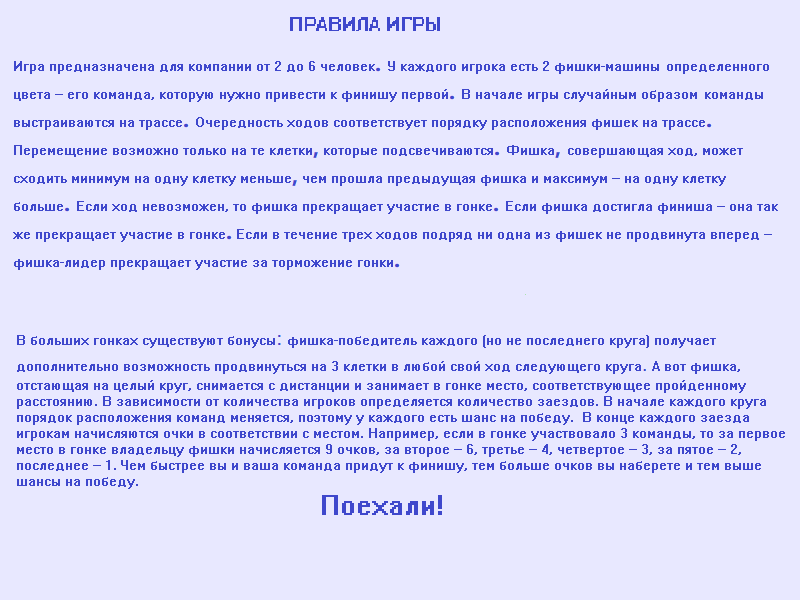 ПРАВИЛА ИГРЫ
Игра предназначена для компании от 2 до 6 человек. У каждого игрока есть 2 фишки-машины определенного
цвета – его команда, которую нужно привести к финишу первой. В начале игры случайным образом команды
выстраиваются на трассе. Очередность ходов соответствует порядку расположения фишек на трассе.
Перемещение возможно только на те клетки, которые подсвечиваются. Фишка, совершающая ход, может
сходить минимум на одну клетку меньше, чем прошла предыдущая фишка и максимум – на одну клетку
больше. Если ход невозможен, то фишка прекращает участие в гонке. Если фишка достигла финиша – она так
же прекращает участие в гонке. Если в течение трех ходов подряд ни одна из фишек не продвинута вперед –
фишка-лидер прекращает участие за торможение гонки.
В больших гонках существуют бонусы: фишка-победитель каждого (но не последнего круга) получает
дополнительно возможность продвинуться на 3 клетки в любой свой ход следующего круга. А вот фишка,
отстающая на целый круг, снимается с дистанции и занимает в гонке место, соответствующее пройденному
расстоянию. В зависимости от количества игроков определяется количество заездов. В начале каждого круга
порядок расположения команд меняется, поэтому у каждого есть шанс на победу. В конце каждого заезда
игрокам начисляются очки в соответствии с местом. Например, если в гонке участвовало 3 команды, то за первое
место в гонке владельцу фишки начисляется 9 очков, за второе – 6, третье – 4, четвертое – 3, за пятое – 2,
последнее – 1. Чем быстрее вы и ваша команда придут к финишу, тем больше очков вы наберете и тем выше
шансы на победу.
Поехали!